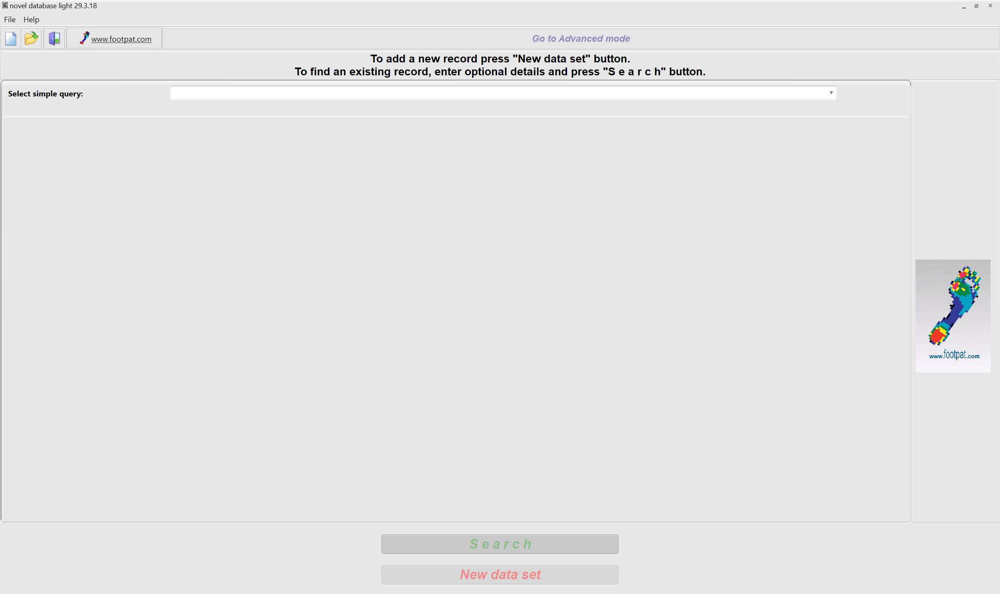 novel database light 29.3.18
File Help
www.footpat.com
Go to Advanced mode
To add a new record press "New data set" button.
To find an existing record, enter optional details and press "S e a r c h" button.
Select simple query:
www.footpat.com
S e a r c h
New data set